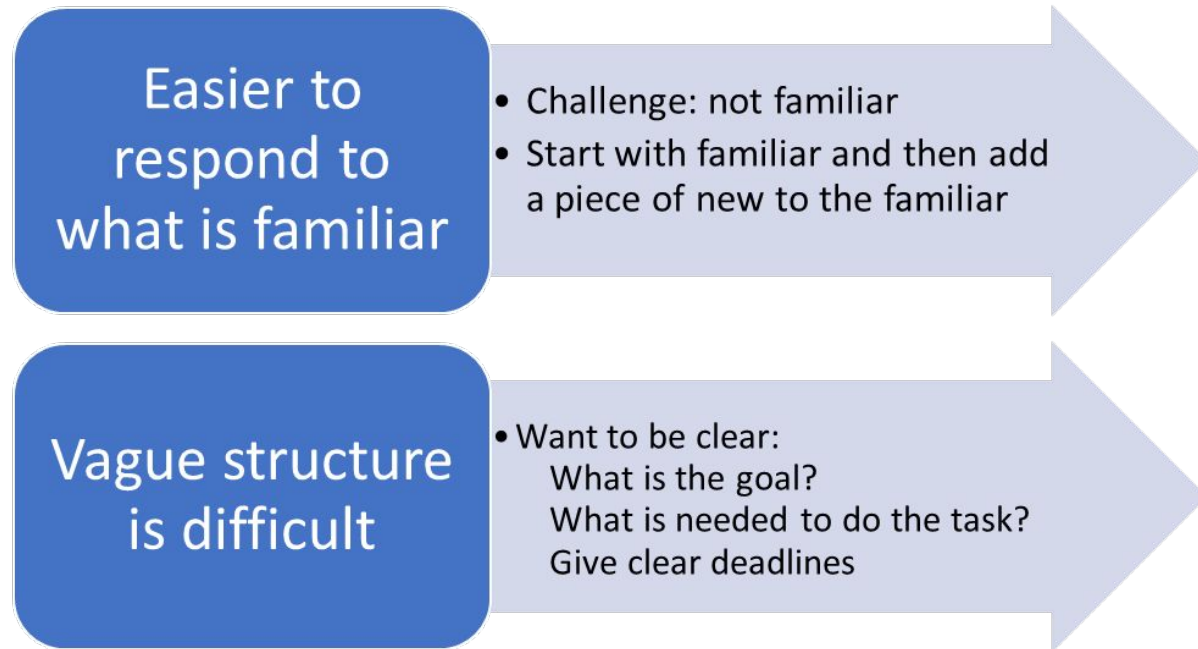 Easier to
respond to
what is familiar
• Challenge: not familiar
• Start with familiar and then add
a piece of new to the familiar
Vague structure
is difficult
• Want to be clear:
What is the goal?
What is needed to do the task?
Give clear deadlines